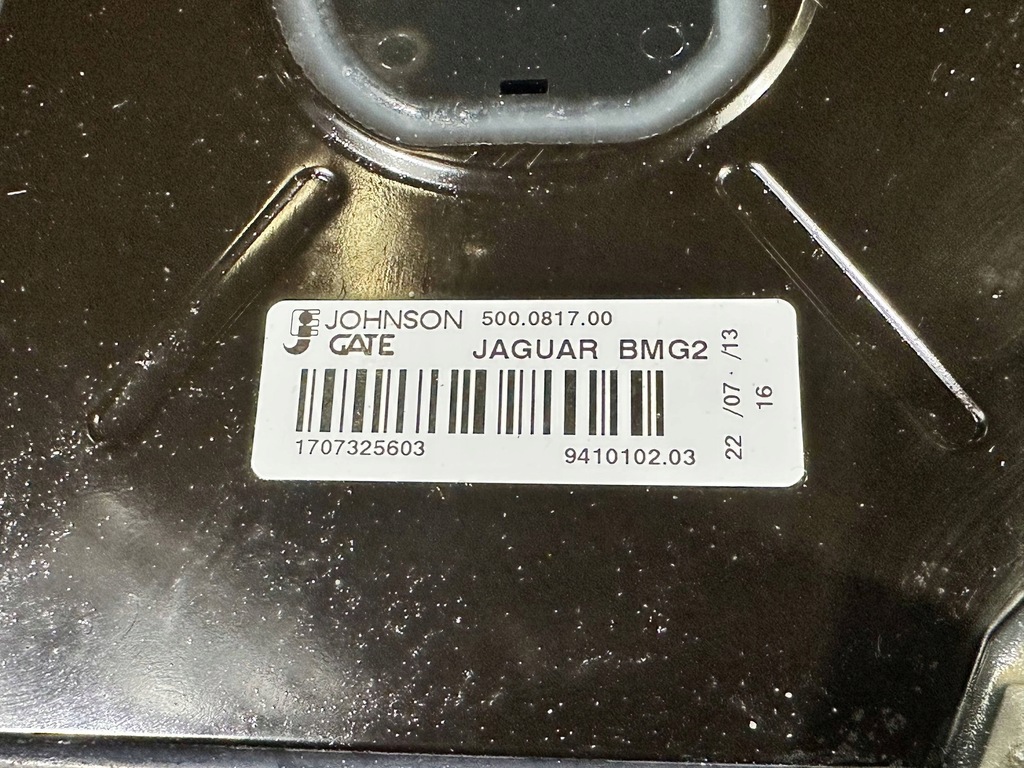 JOHNSON 500.0817.00
GATE JAGUAR BMG2
1707325603 9410102.03
22 /07 · /13
16